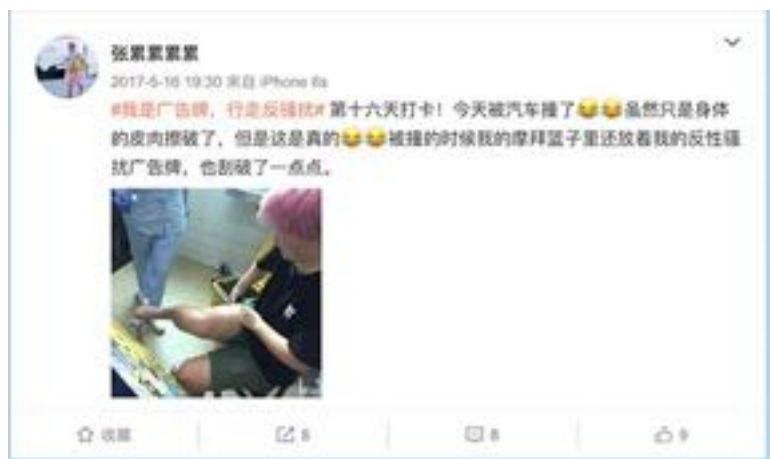 张累累累累
2017-5-16 19:30 来自 iPhone 6s
#我是广告牌，行走反骚扰# 第十六天打卡！今天被汽车撞了😂😂虽然只是身体
的皮肉擦破了，但是这是真的😂😂被撞的时候我的摩拜篮子里还放着我的反性骚
扰广告牌，也刮破了一点点。
收藏 8 8 9